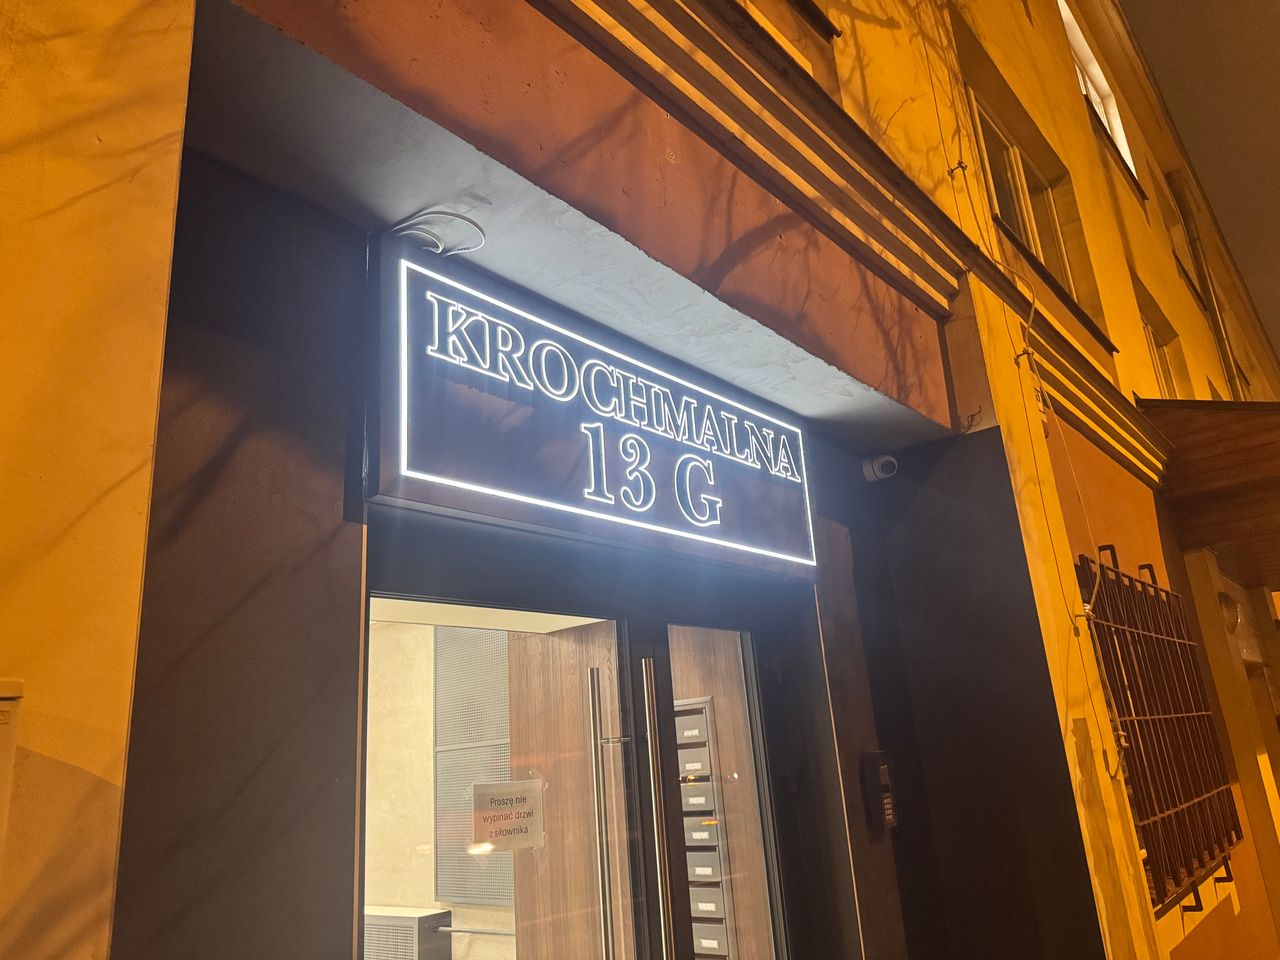 KROCHMALNA
13 G
Proszę nie
wypinać drzwi
z siłownika